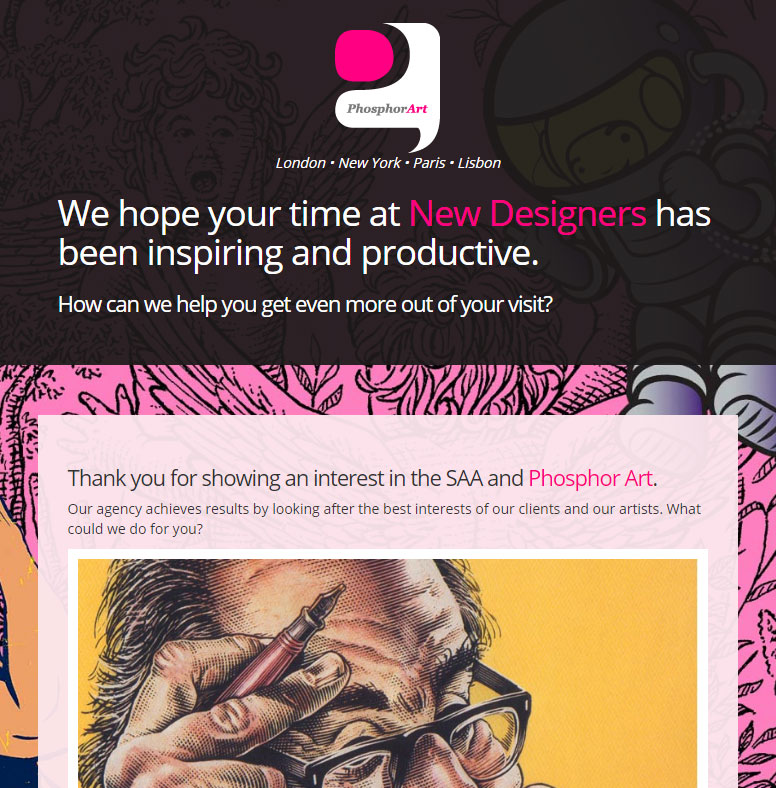 PhosphorArt
London • New York • Paris • Lisbon
We hope your time at New Designers has
been inspiring and productive.
How can we help you get even more out of your visit?
Thank you for showing an interest in the SAA and Phosphor Art.
Our agency achieves results by looking after the best interests of our clients and our artists. What
could we do for you?